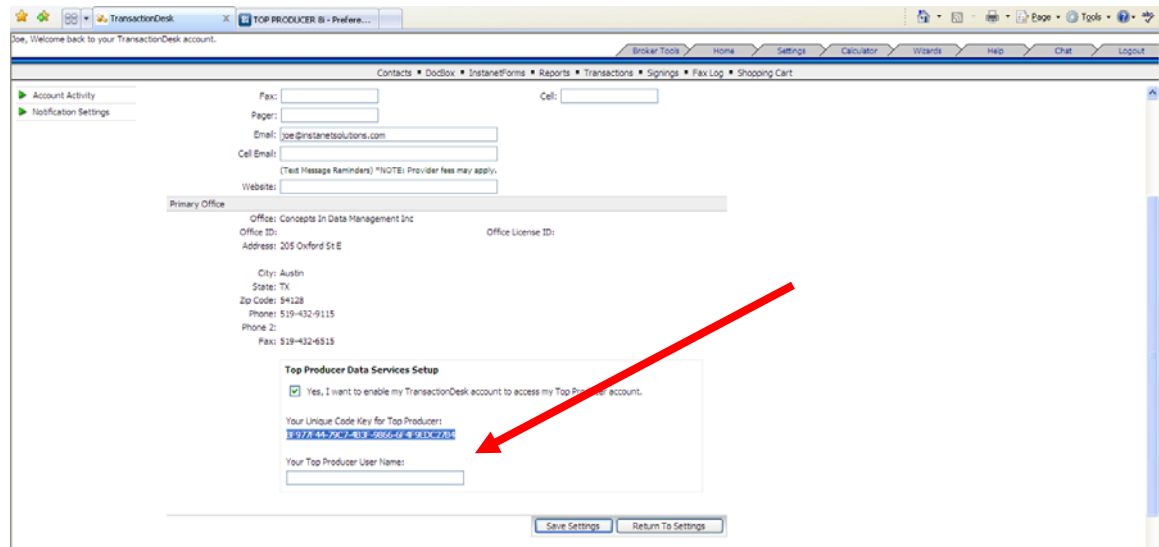 TransactionDesk X TOP PRODUCER 8i - Prefere... Page Tools
Joe, Welcome back to your TransactionDesk account.
Broker Tools Home Settings Calculator Wizards Help Chat Logout
Contacts ▪ DocBox ▪ InstanetForms ▪ Reports ▪ Transactions ▪ Signings ▪ Fax Log ▪ Shopping Cart
Account Activity
Notification Settings
Fax: Cell:
Pager:
Email: joe@instanetsolutions.com
Cell Email:
(Text Message Reminders) *NOTE: Provider fees may apply.
Website:
Primary Office
Office: Concepts In Data Management Inc
Office ID: Office License ID:
Address: 205 Oxford St E
City: Austin
State: TX
Zip Code: 54128
Phone: 519-432-9115
Phone 2:
Fax: 519-432-6515
Top Producer Data Services Setup
Yes, I want to enable my TransactionDesk account to access my Top Producer account.
Your Unique Code Key for Top Producer:
Your Top Producer User Name:
Save Settings Return To Settings